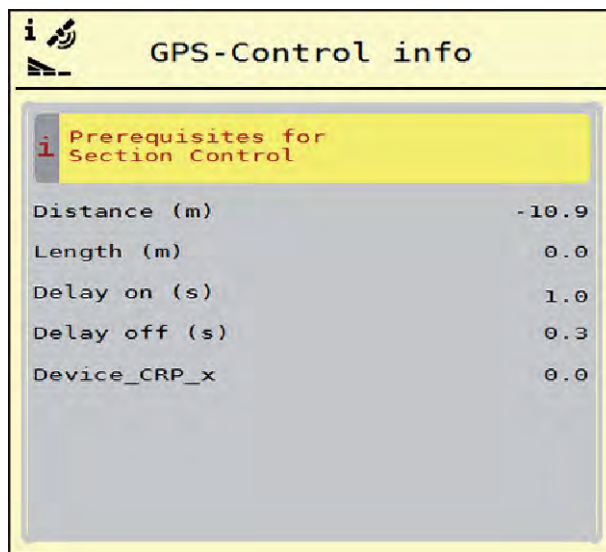 i
GPS-Control info
i
Prerequisites for
Section Control
Distance (m) -10.9
Length (m) 0.0
Delay on (s) 1.0
Delay off (s) 0.3
Device_CRP_x 0.0